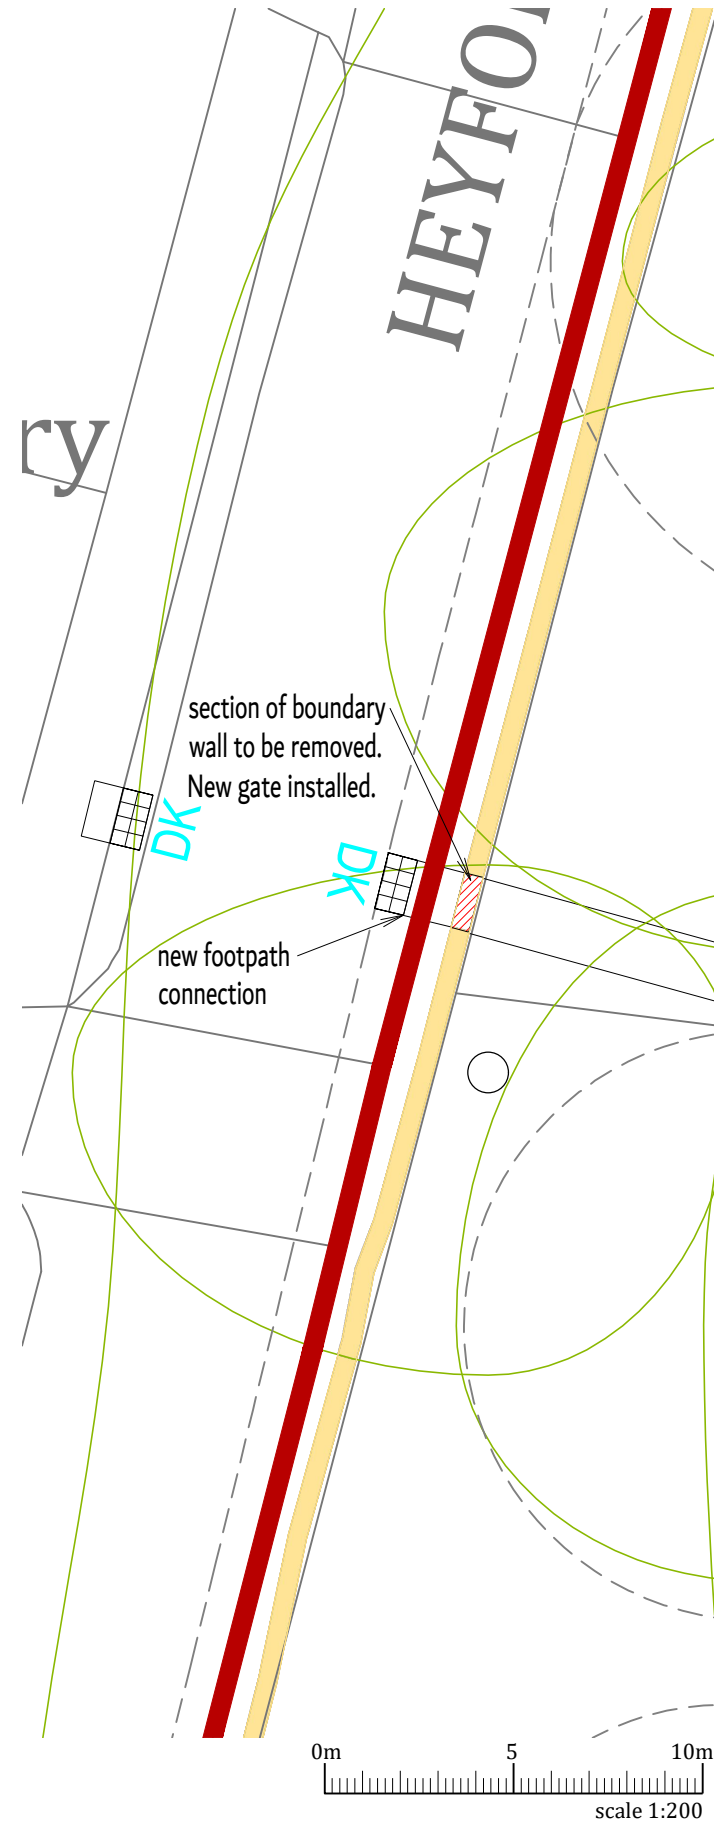 HEYFO
ry
section of boundary
wall to be removed.
New gate installed.
DK
DK
new footpath
connection
0m 5 10m
scale 1:200